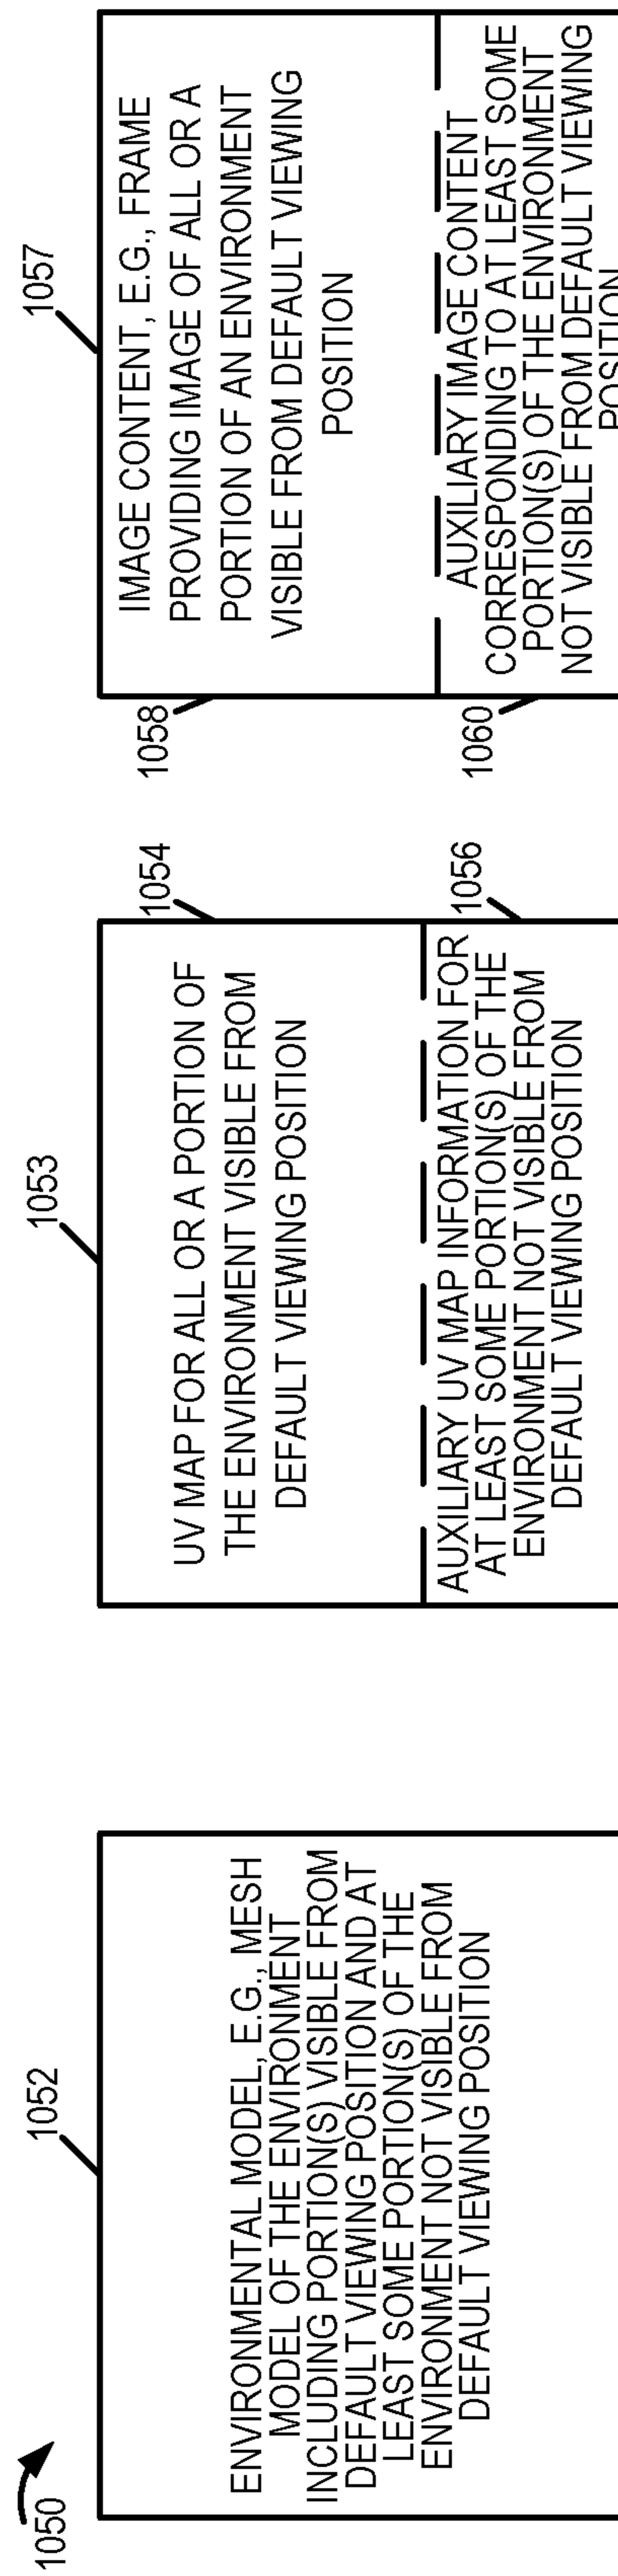 1050
1052
ENVIRONMENTAL MODEL, E.G., MESH
MODEL OF THE ENVIRONMENT
INCLUDING PORTION(S) VISIBLE FROM
DEFAULT VIEWING POSITION AND AT
LEAST SOME PORTION(S) OF THE
ENVIRONMENT NOT VISIBLE FROM
DEFAULT VIEWING POSITION
1053
UV MAP FOR ALL OR A PORTION OF
THE ENVIRONMENT VISIBLE FROM
DEFAULT VIEWING POSITION
1054
AUXILIARY UV MAP INFORMATION FOR
AT LEAST SOME PORTION(S) OF THE
ENVIRONMENT NOT VISIBLE FROM
DEFAULT VIEWING POSITION
1056
1057
1058
IMAGE CONTENT, E.G., FRAME
PROVIDING IMAGE OF ALL OR A
PORTION OF AN ENVIRONMENT
VISIBLE FROM DEFAULT VIEWING
POSITION
1060
AUXILIARY IMAGE CONTENT
CORRESPONDING TO AT LEAST SOME
PORTION(S) OF THE ENVIRONMENT
NOT VISIBLE FROM DEFAULT VIEWING
POSITION